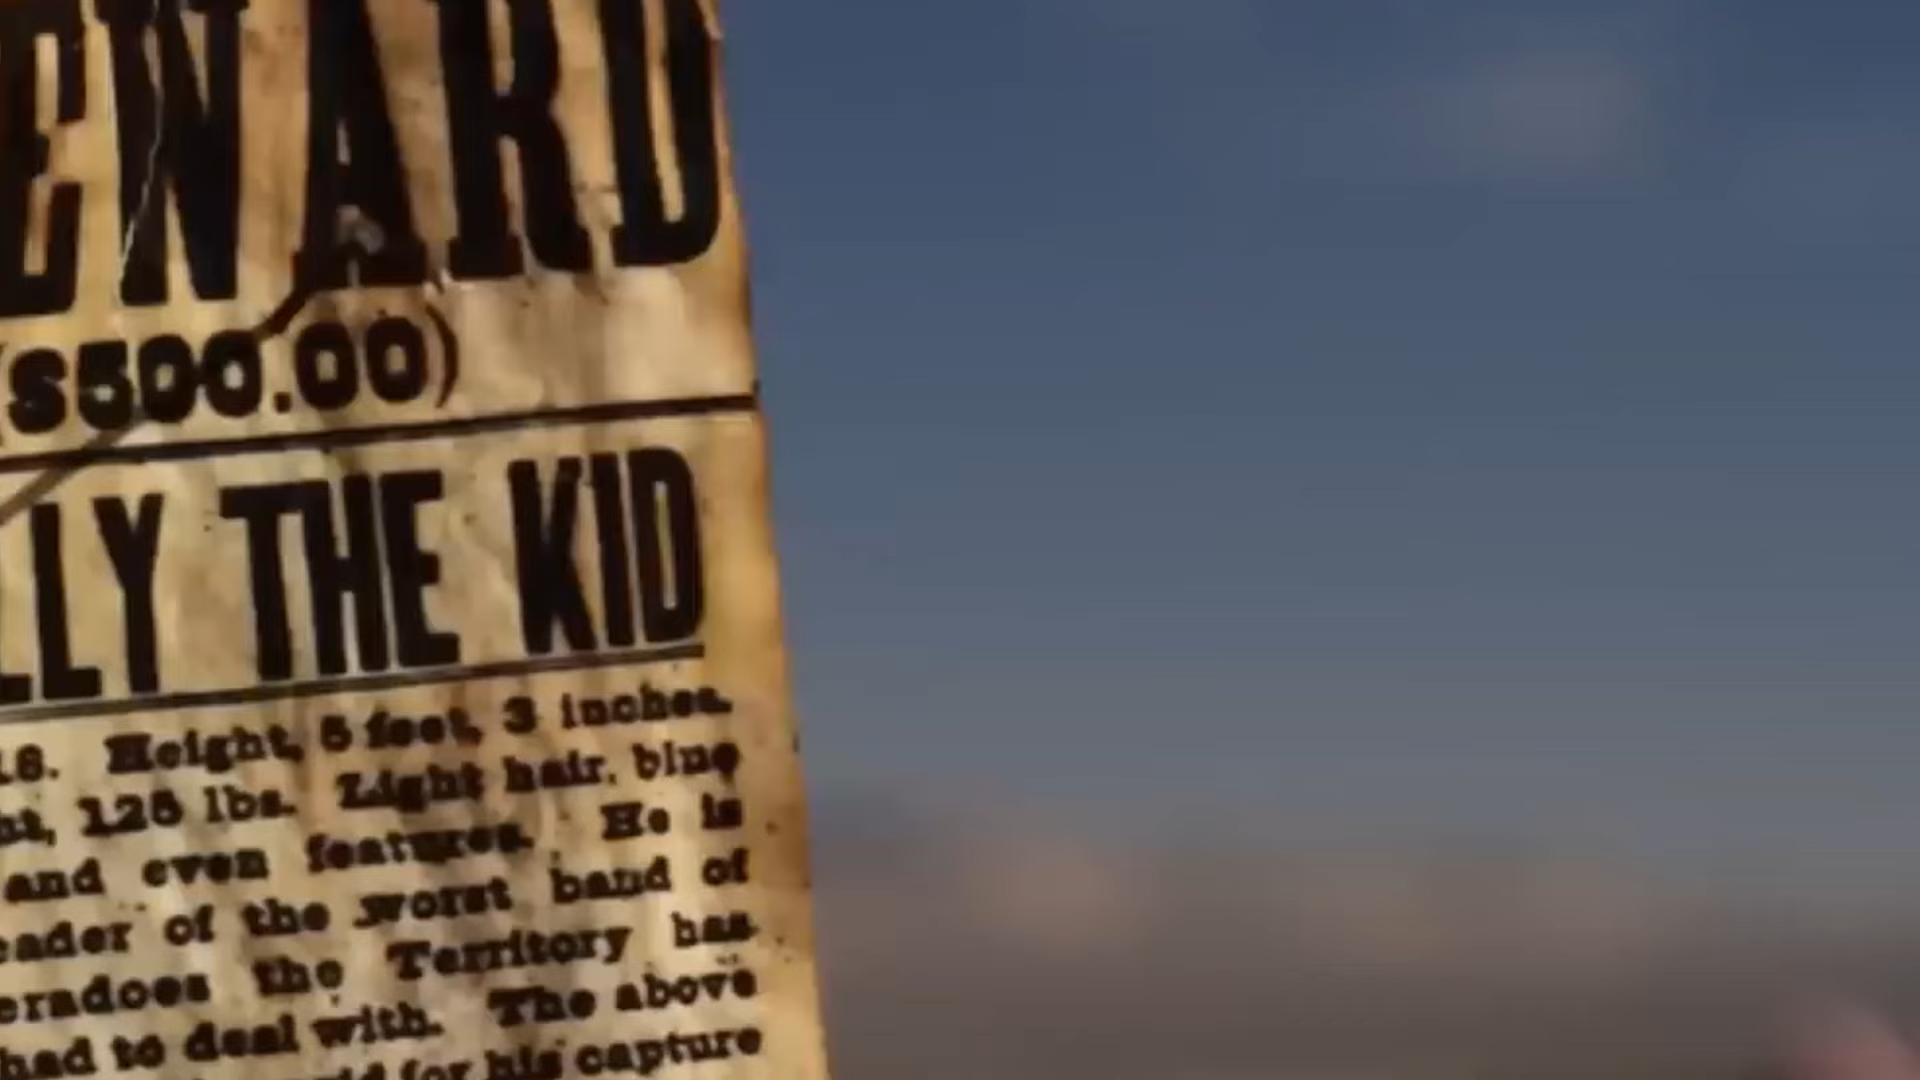 EWARD
($500.00)
LLY THE KID
18. Height, 5 feet, 3 inches.
ht, 125 lbs. Light hair, blue
and even features. He is
eader of the worst band of
eradoes the Territory has
had to deal with. The above
for his capture